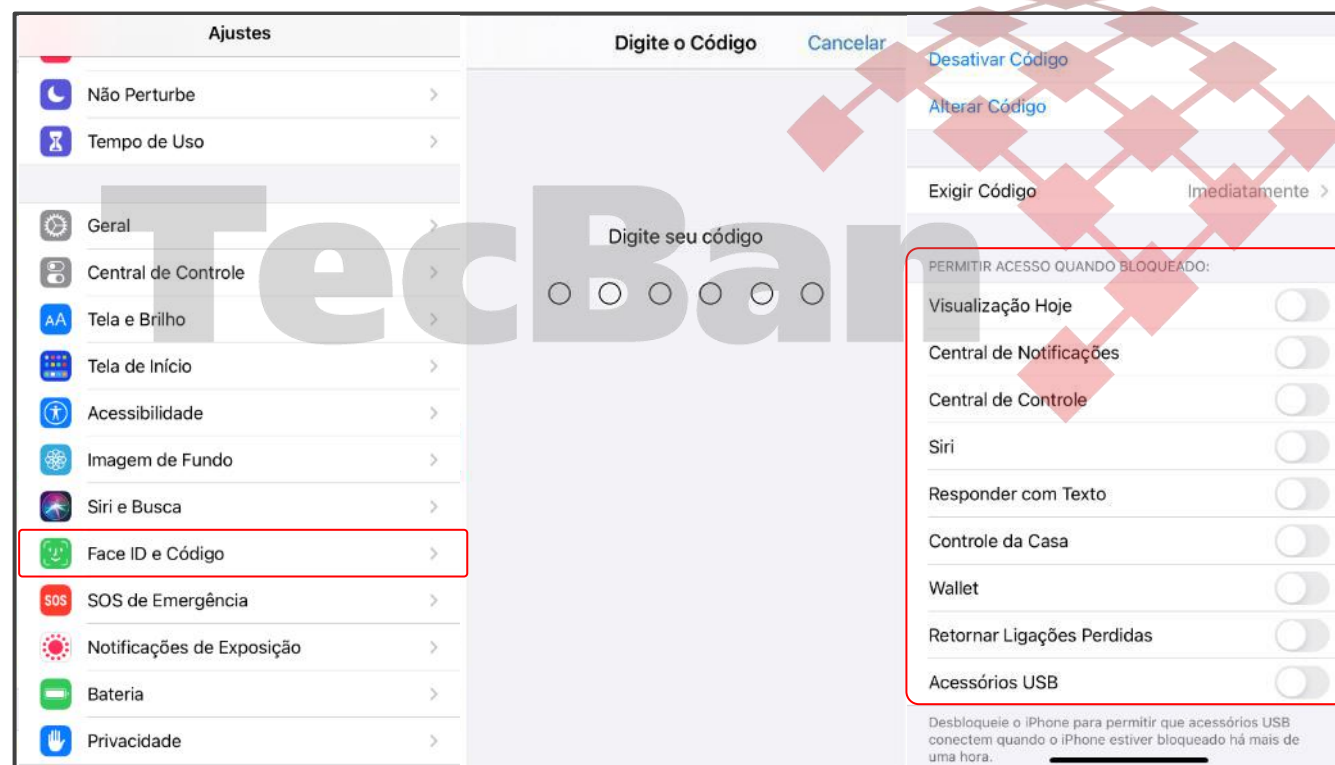 Ajustes
Não Perturbe
Tempo de Uso
Geral
Central de Controle
AA Tela e Brilho
Tela de Início
Acessibilidade
Imagem de Fundo
Siri e Busca
Face ID e Código
SOS SOS de Emergência
Notificações de Exposição
Bateria
Privacidade
Digite o Código Cancelar
Digite seu código
Desativar Código
Alterar Código
Exigir Código Imediatamente
PERMITIR ACESSO QUANDO BLOQUEADO:
Visualização Hoje
Central de Notificações
Central de Controle
Siri
Responder com Texto
Controle da Casa
Wallet
Retornar Ligações Perdidas
Acessórios USB
Desbloqueie o iPhone para permitir que acessórios USB
conectem quando o iPhone estiver bloqueado há mais de
uma hora.
TecBan